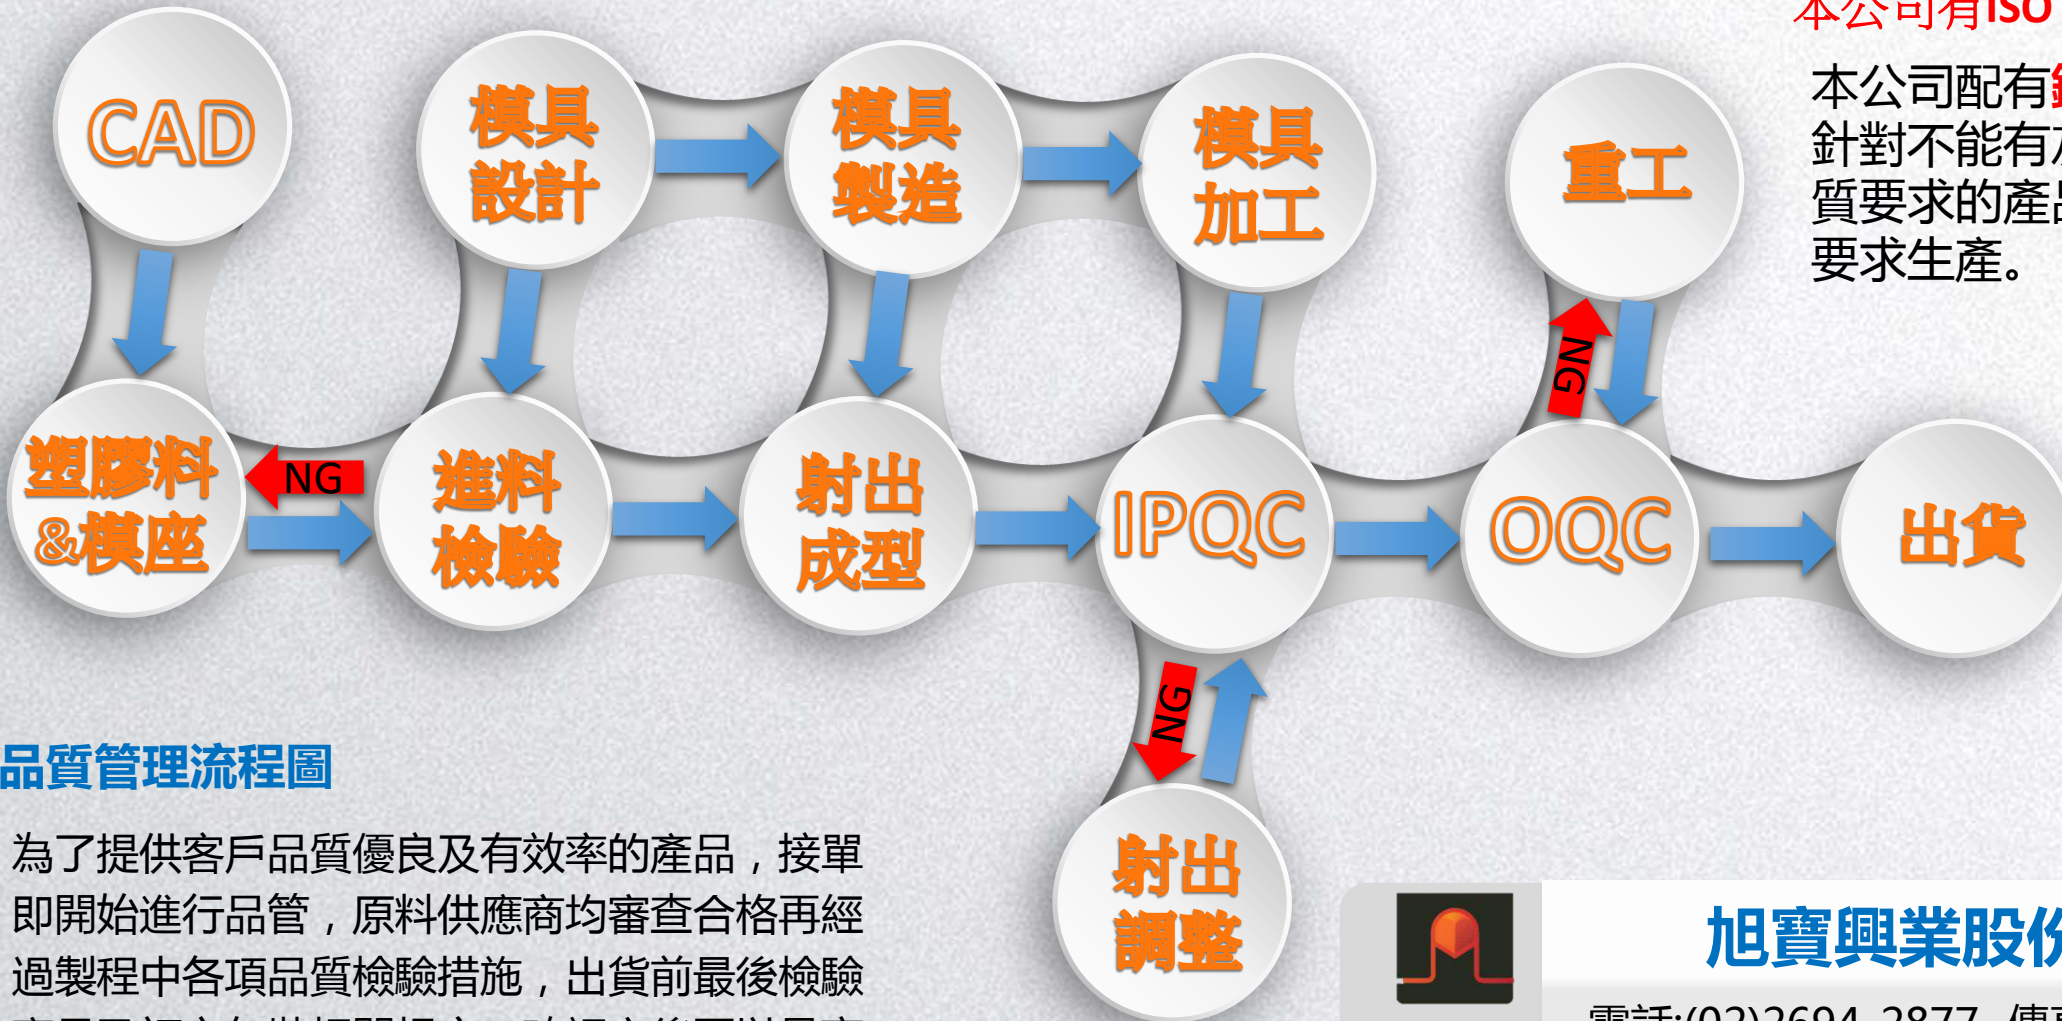 本公司有ISO
本公司配有
針對不能有
質要求的產品
要求生產。
CAD
模具
設計
模具
製造
模具
加工
重工
NG
塑膠料
&模座
NG
進料
檢驗
射出
成型
IPQC
OQC
出貨
NG
射出
調整
品質管理流程圖
為了提供客戶品質優良及有效率的產品，接單
即開始進行品管，原料供應商均審查合格再經
過製程中各項品質檢驗措施，出貨前最後檢驗
旭寶興業股份
電話:(02)2694-2877